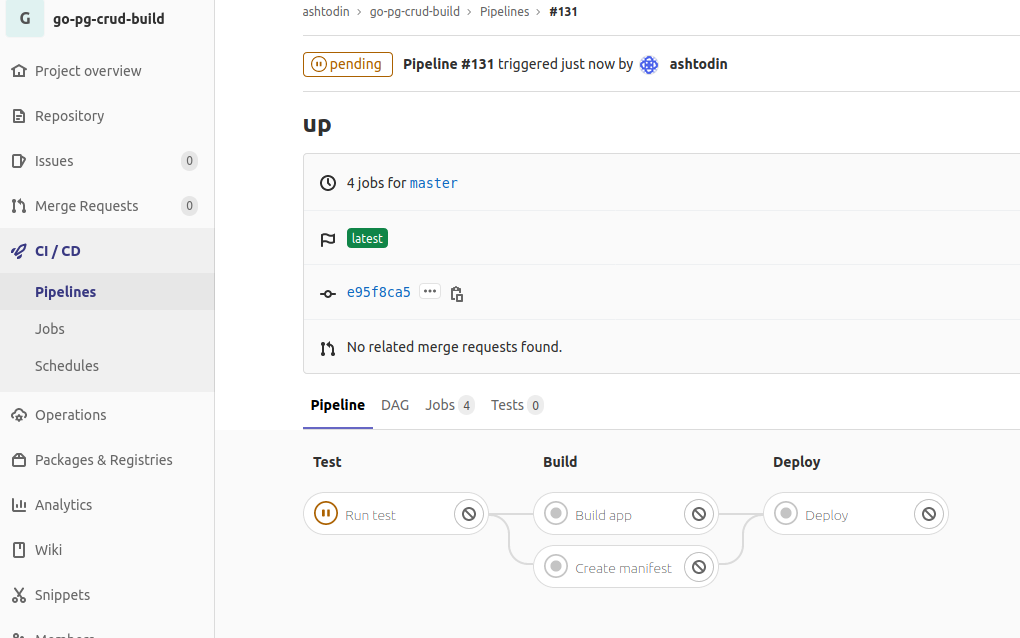 G go-pg-crud-build
Project overview
Repository
Issues 0
Merge Requests 0
CI / CD
Pipelines
Jobs
Schedules
Operations
Packages & Registries
Analytics
Wiki
Snippets
Members
ashtodin › go-pg-crud-build › Pipelines › #131
pending Pipeline #131 triggered just now by ashtodin
up
4 jobs for master
latest
e95f8ca5 ...
No related merge requests found.
Pipeline DAG Jobs 4 Tests 0
Test Build Deploy
Run test Build app Deploy
Create manifest